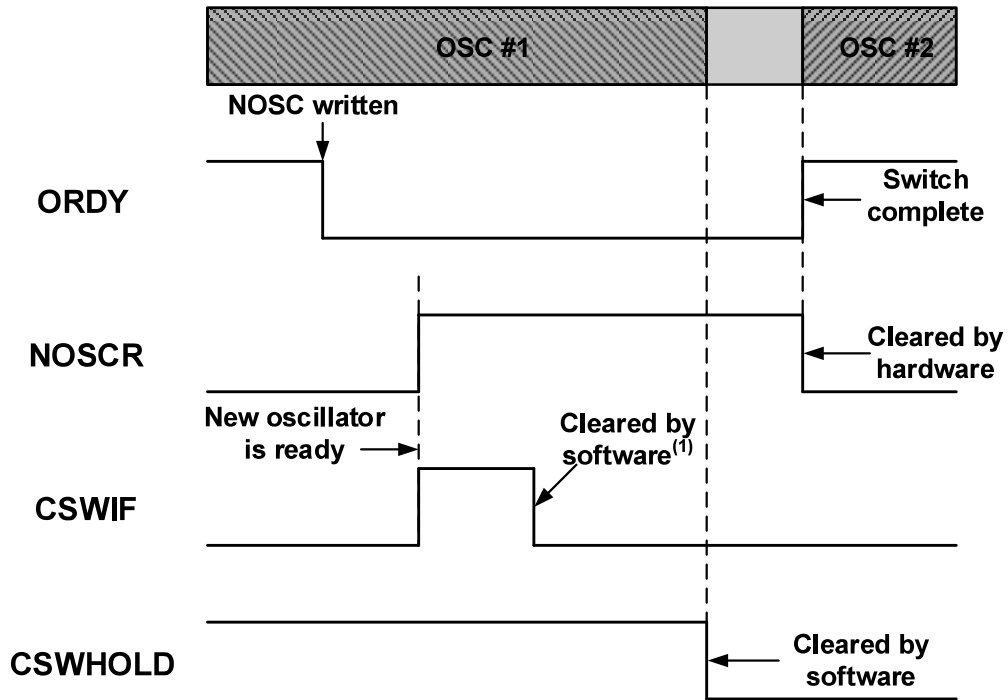 OSC #1
OSC #2
NOSC written
ORDY
Switch
complete
NOSCR
Cleared by
hardware
New oscillator
is ready
Cleared by
software(1)
CSWIF
CSWHOLD
Cleared by
software